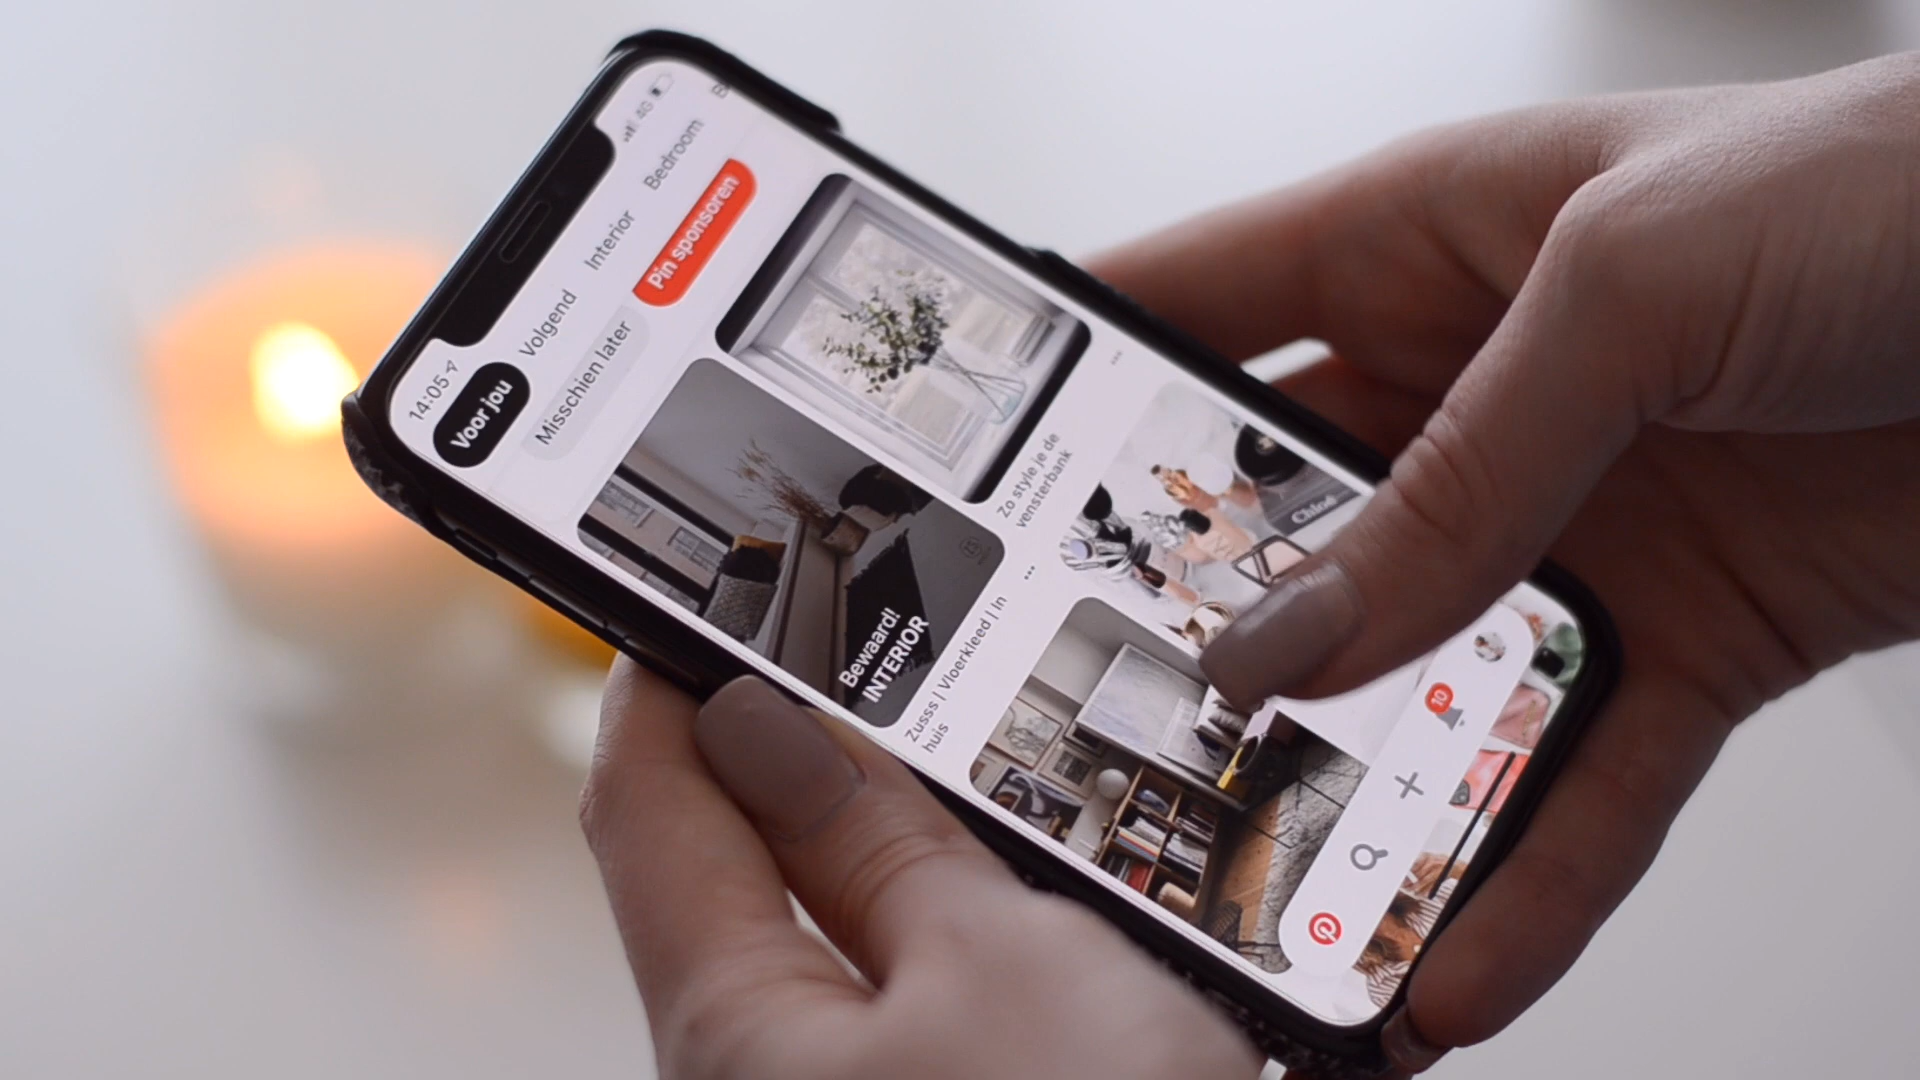 14:05
4G
Voor jou
Volgend
Interior
Bedroom
Misschien later
Pin sponsoren
Bewaard!
INTERIOR
Zusss | Vloerkleed | In
huis
Zo style je de
vensterbank
Chloé
10